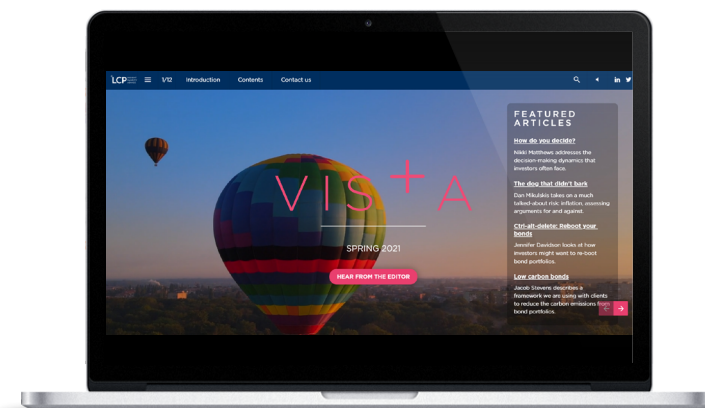 LCP
1/12 Introduction Contents Contact us
in
VISTA
SPRING 2021
HEAR FROM THE EDITOR
FEATURED
ARTICLES
How do you decide?
Nikki Matthews addresses the
decision-making dynamics that
investors often face.
The dog that didn't bark
Dan Mikulskis takes on a much
talked-about risk: inflation, assessing
arguments for and against.
Ctrl-alt-delete: Reboot your
bonds
Jennifer Davidson looks at how
investors might want to re-boot
bond portfolios.
Low carbon bonds
Jacob Stevens describes a
framework we are using with clients
to reduce the carbon emissions from
bond portfolios.